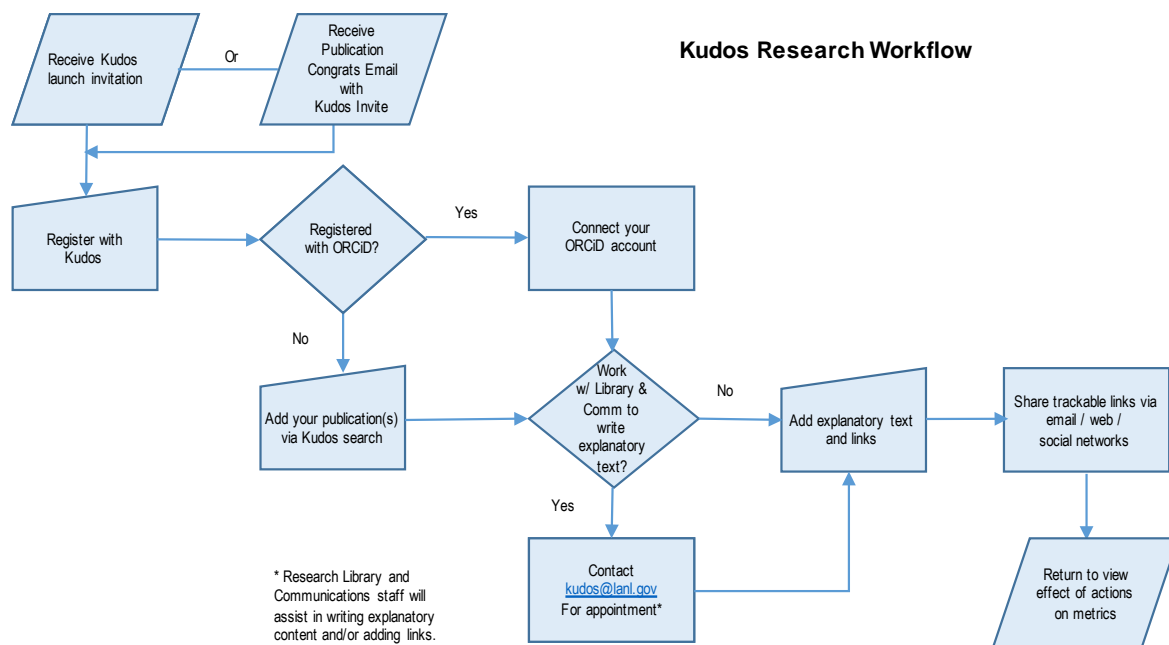 Kudos Research Workflow
Receive Kudos
launch invitation
Or
Receive
Publication
Congrats Email
with
Kudos Invite
Register with
Kudos
Registered
with ORCiD?
Yes
Connect your
ORCiD account
No
Add your publication(s)
via Kudos search
Work
w/ Library &
Comm to
write
explanatory
text?
No
Add explanatory text
and links
Share trackable links via
email / web /
social networks
Yes
Contact
kudos@lanl.gov
For appointment*
Return to view
effect of actions
on metrics
* Research Library and
Communications staff will
assist in writing explanatory
content and/or adding links.